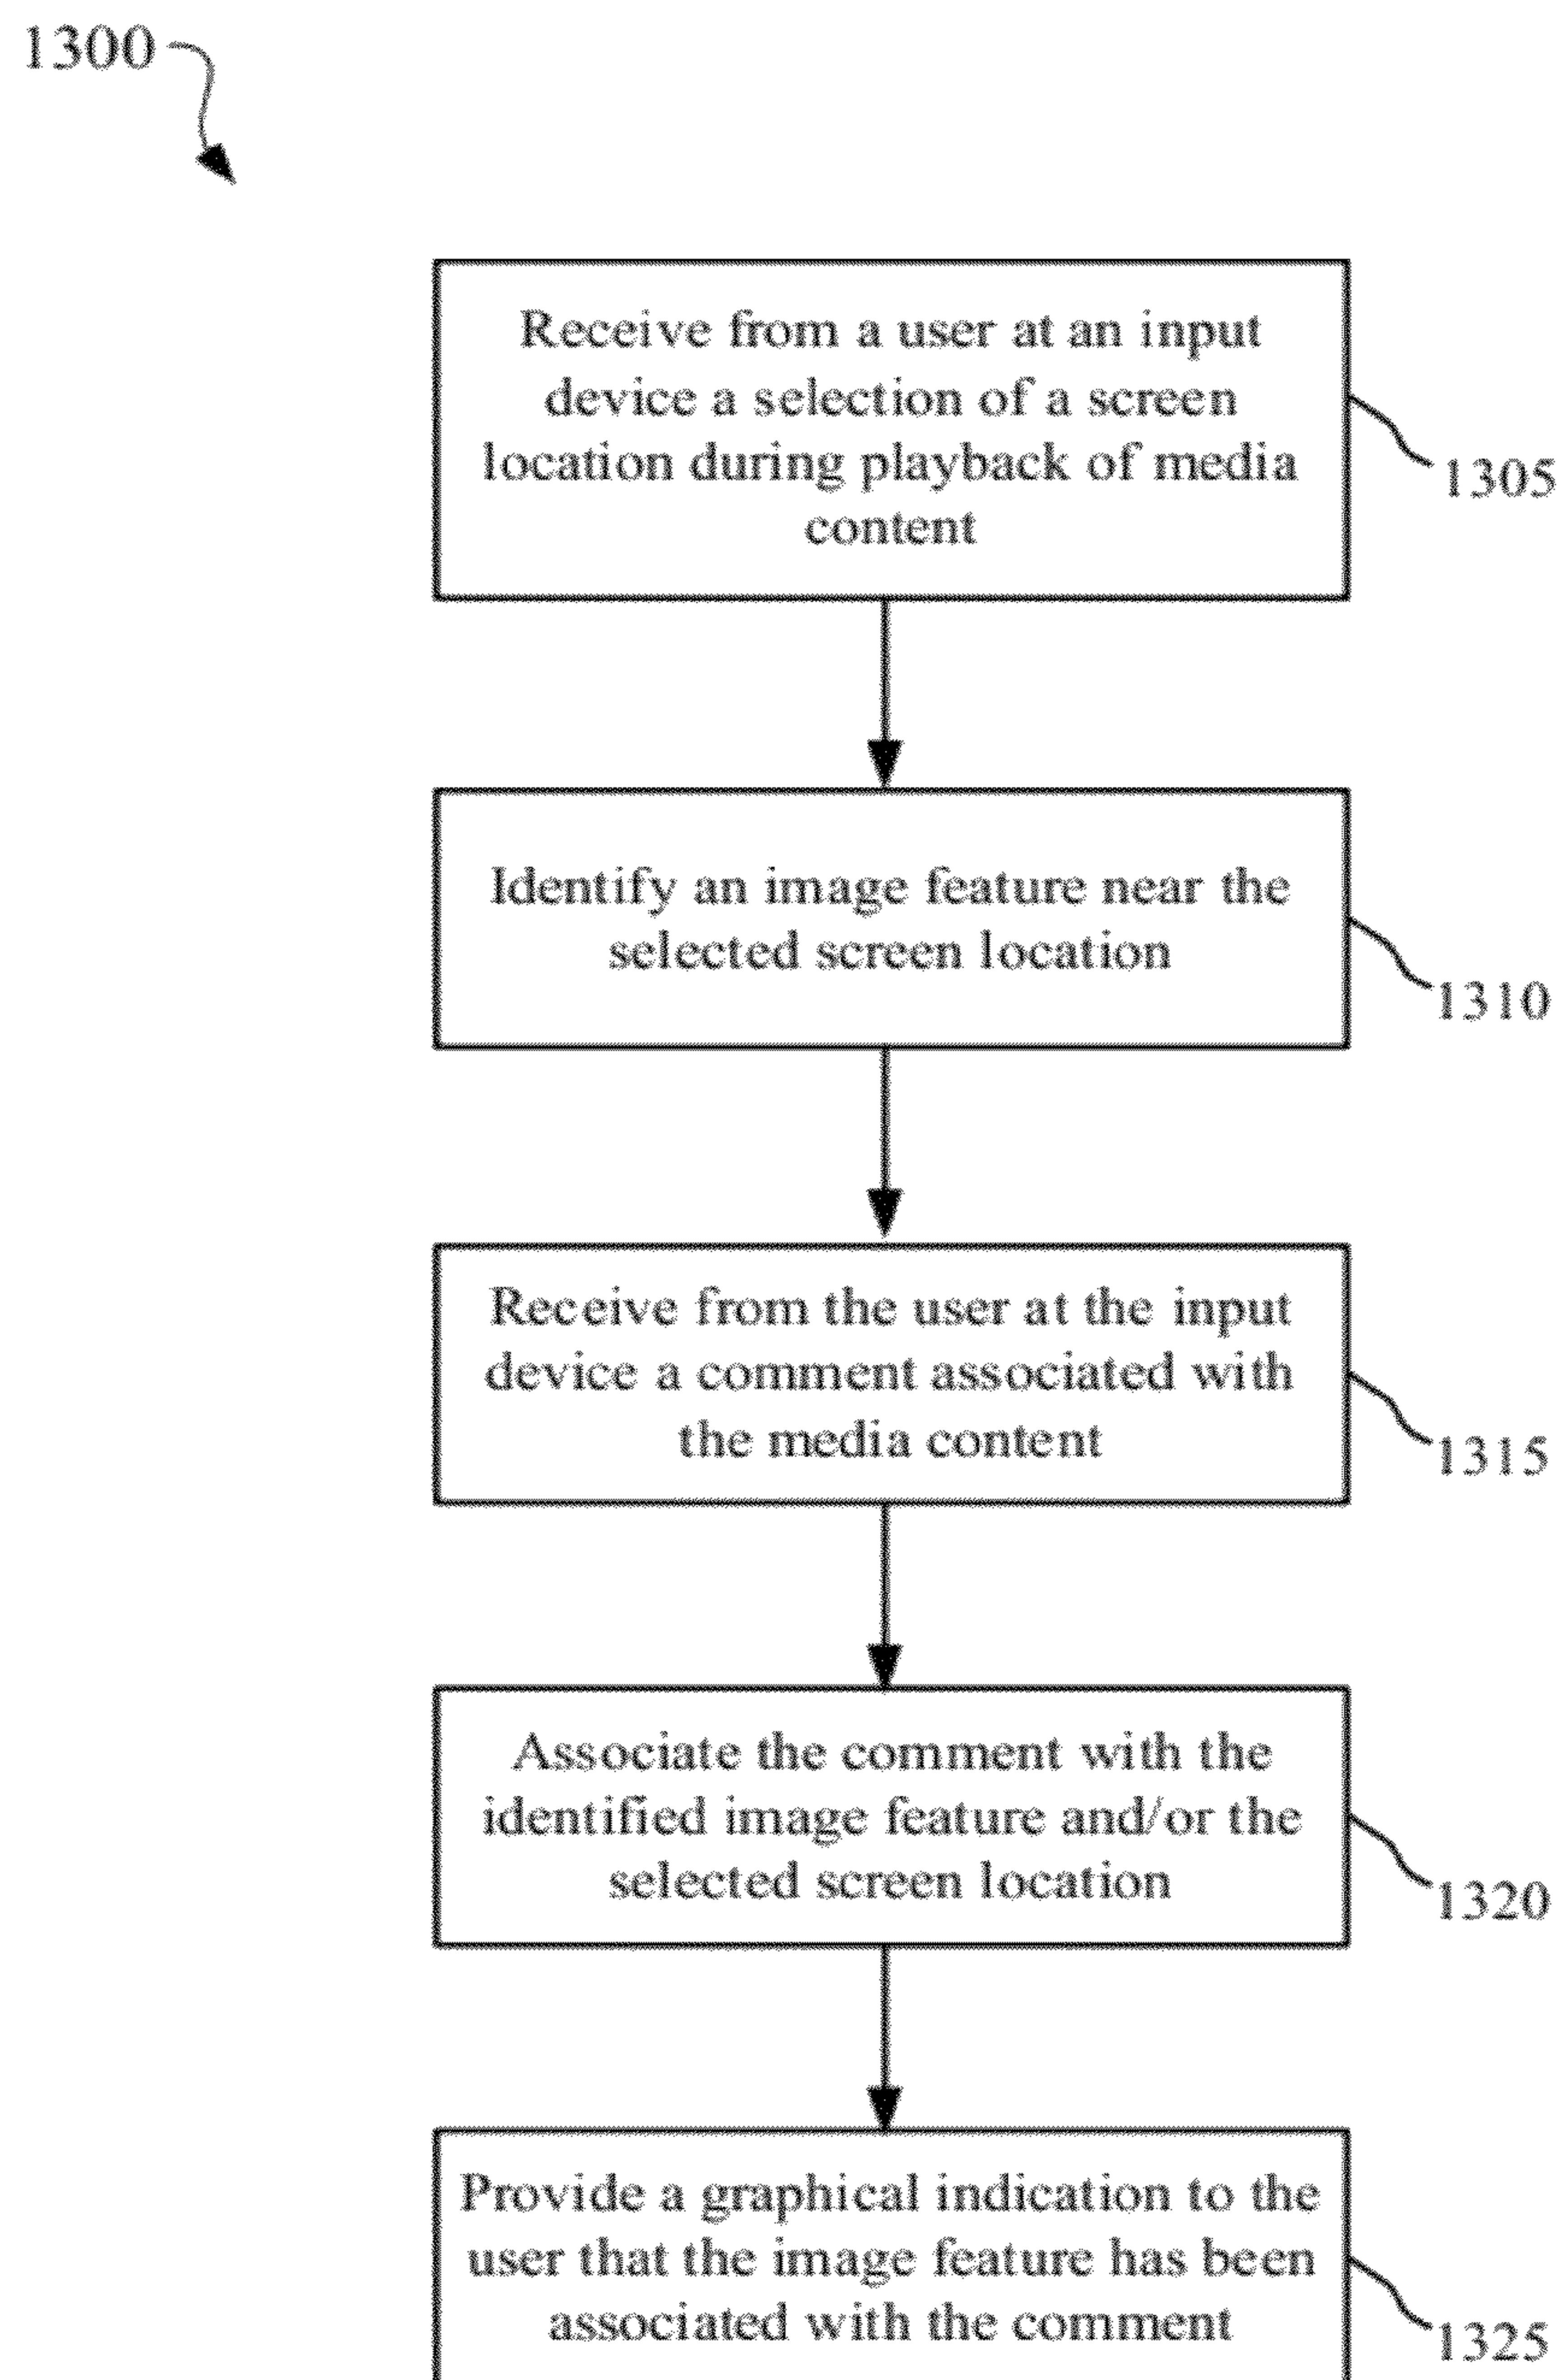 1300
Receive from a user at an input
device a selection of a screen
location during playback of media
content
1305
Identify an image feature near the
selected screen location
1310
Receive from the user at the input
device a comment associated with
the media content
1315
Associate the comment with the
identified image feature and/or the
selected screen location
1320
Provide a graphical indication to the
user that the image feature has been
associated with the comment
1325